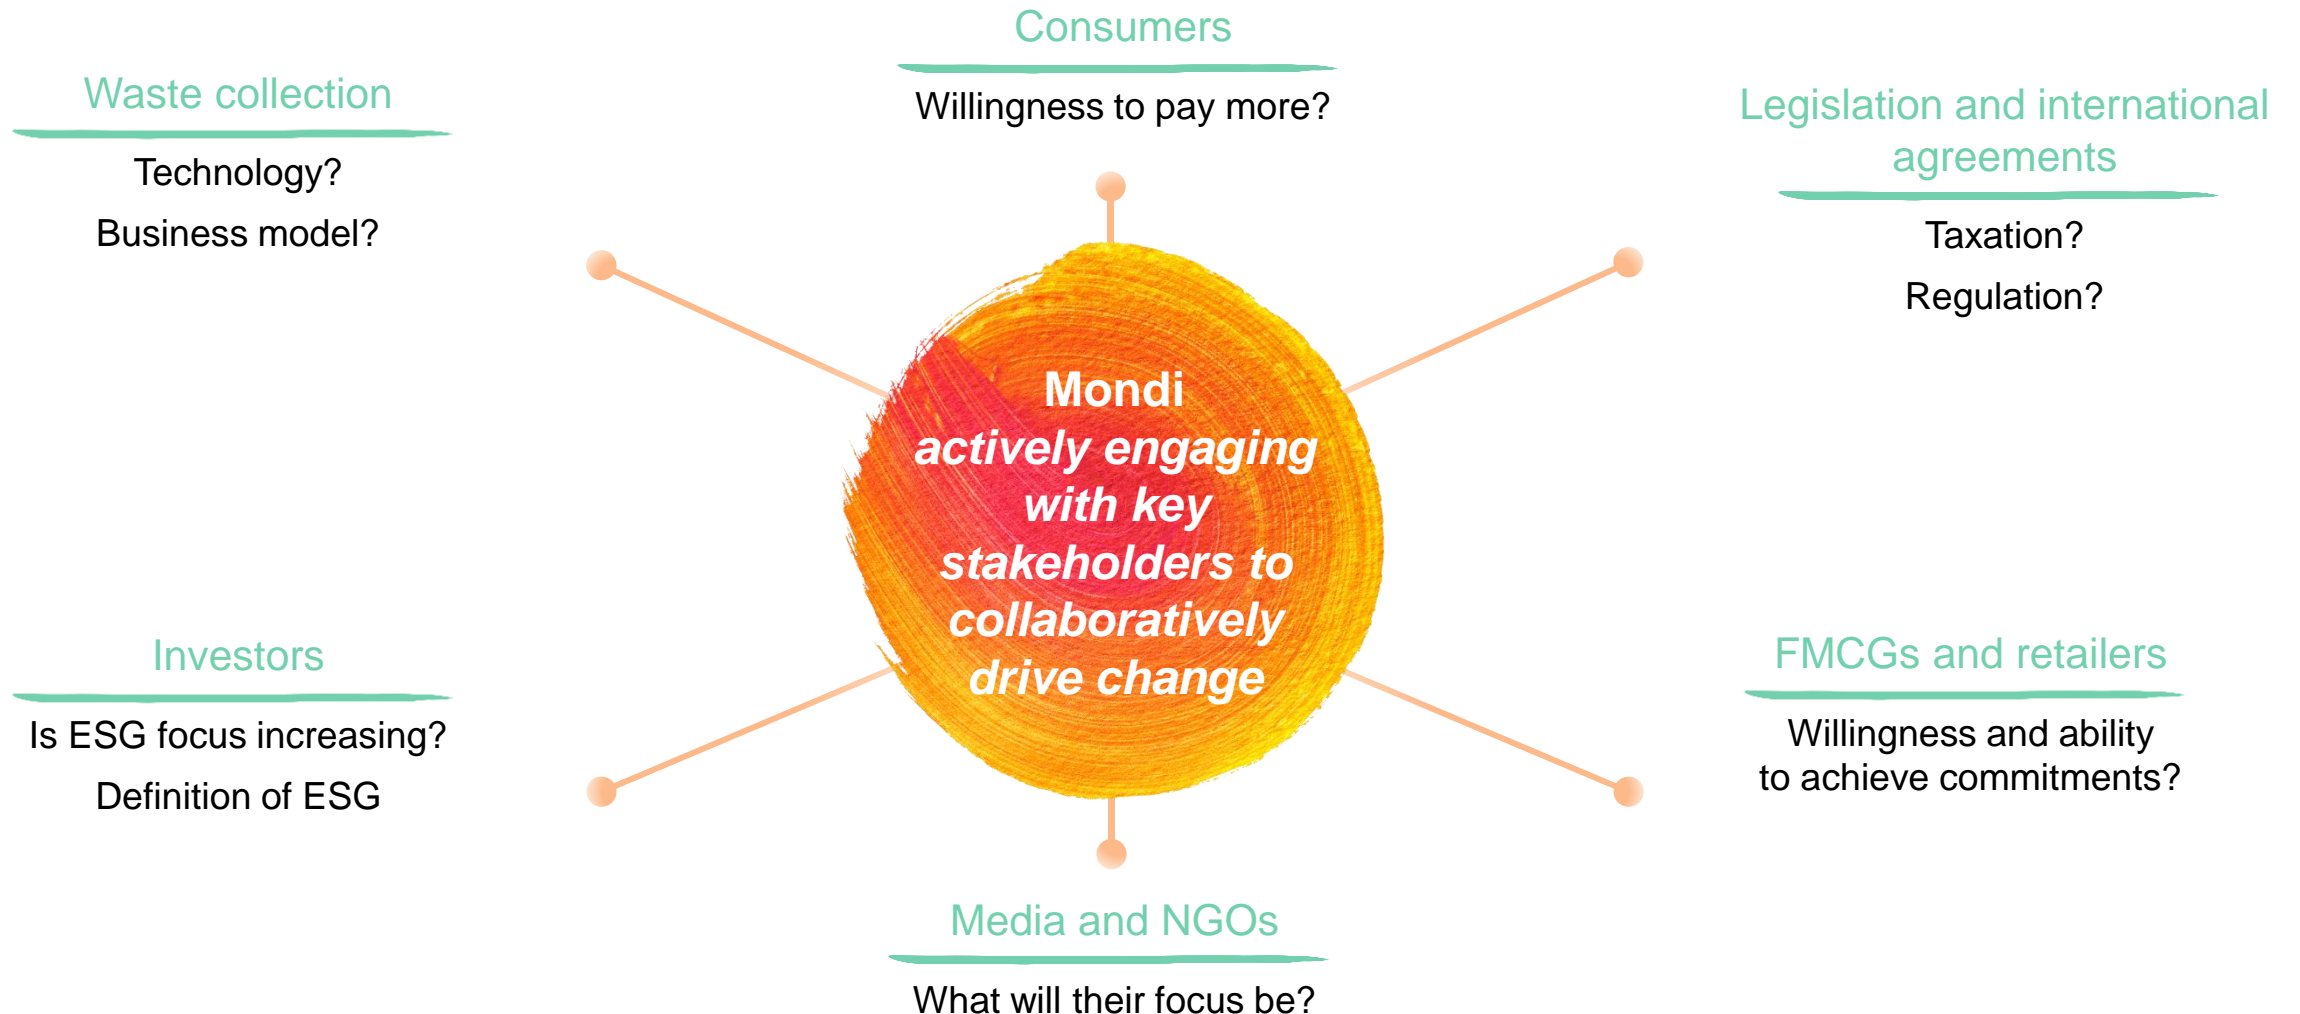 Consumers
Willingness to pay more?
Waste collection
Technology?
Business model?
Legislation and international
agreements
Taxation?
Regulation?
Mondi
actively engaging
with key
stakeholders to
collaboratively
drive change
Investors
Is ESG focus increasing?
Definition of ESG
FMCGs and retailers
Willingness and ability
to achieve commitments?
Media and NGOs
What will their focus be?